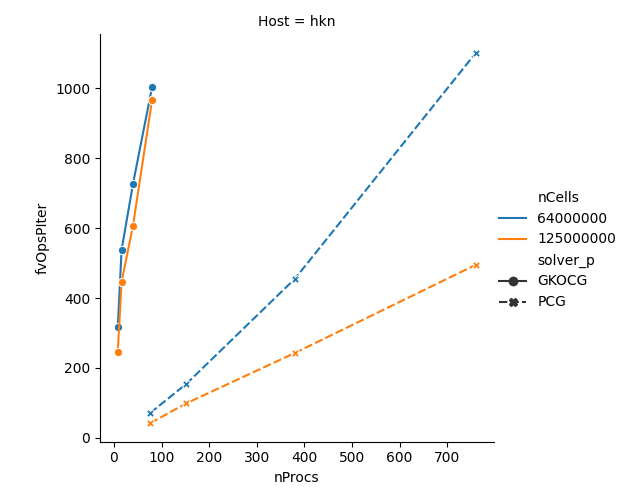 Host = hkn
fvOpsPIter
1000
800
600
400
200
0
0 100 200 300 400 500 600 700
nProcs
nCells
64000000
125000000
solver_p
GKOCG
PCG